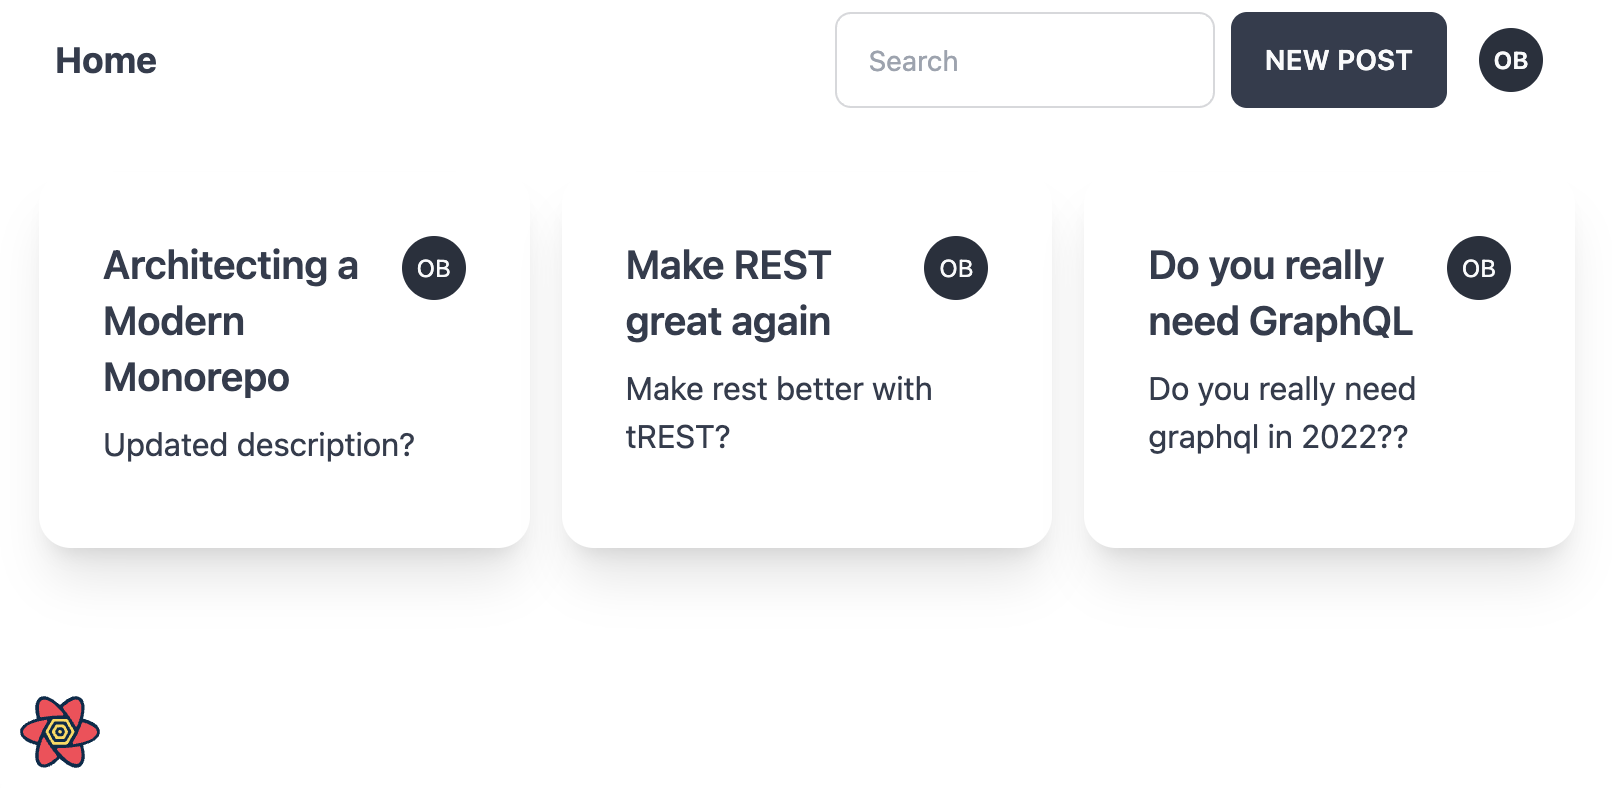 Home
Search
NEW POST
OB
Architecting a
Modern
Monorepo
OB
Updated description?
Make REST
great again
OB
Make rest better with
tREST?
Do you really
need GraphQL
OB
Do you really need
graphql in 2022??